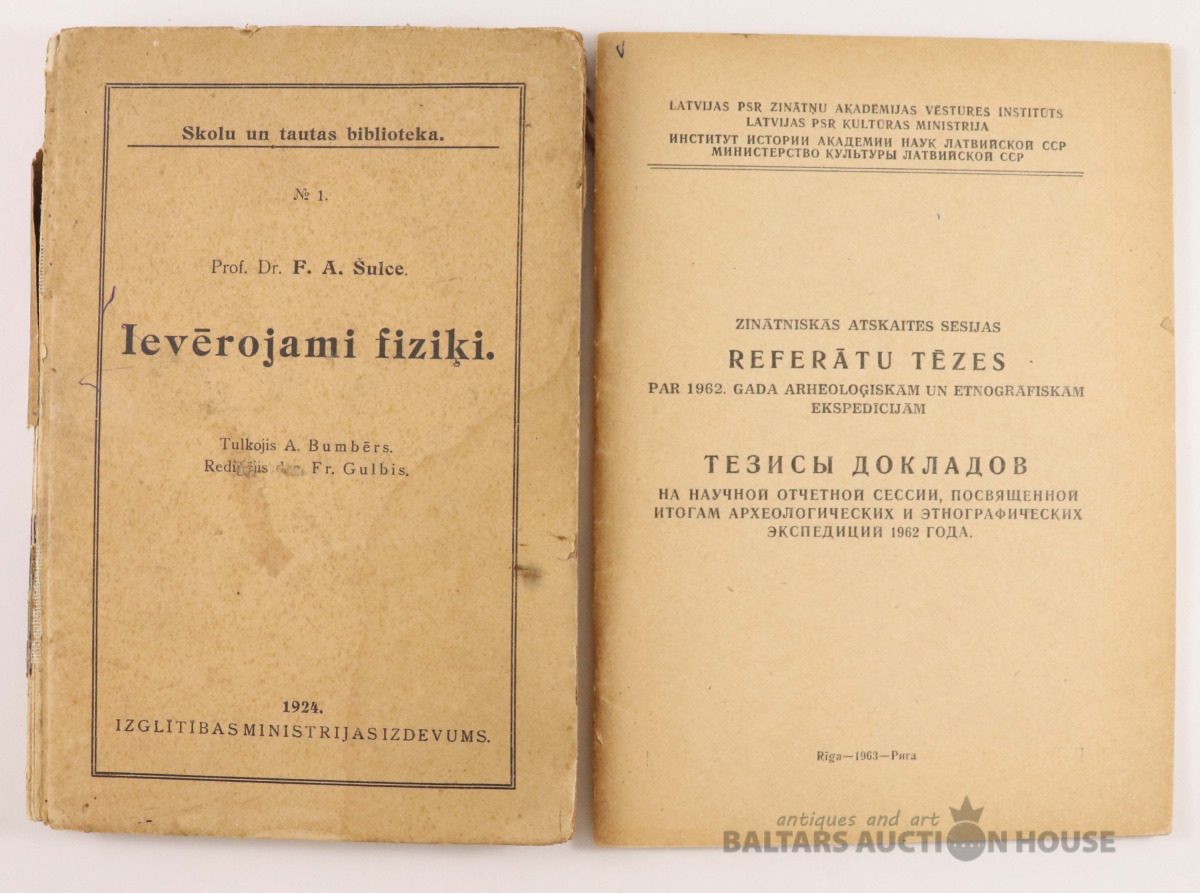 Skolu un tautas biblioteka.
№ 1.
Prof. Dr. F. A. Šulce.
Ievērojami fiziķi.
Tulkojis A. Bumbērs.
Fr. Gulbis.
1924.
IZGLĪTĪBAS MINISTRIJAS IZDEVUMS.
LATVIJAS PSR ZINĀTŅU AKADĒMIJAS VĒSTURES INSTITŪTS
LATVIJAS PSR KULTŪRAS MINISTRIJA
ИНСТИТУТ ИСТОРИИ АКАДЕМИИ НАУК ЛАТВИЙСКОЙ ССР
МИНИСТЕРСТВО КУЛЬТУРЫ ЛАТВИЙСКОЙ ССР
ZINĀTNISKĀS ATSKAITES SESIJAS
REFERĀTU TĒZES
PAR 1962. GADA ARHEOLOĢISKĀM UN ETNOGRĀFISKĀM
EKSPEDĪCIJĀM
ТЕЗИСЫ ДОКЛАДОВ
НА НАУЧНОЙ ОТЧЕТНОЙ СЕССИИ, ПОСВЯЩЕННОЙ
ИТОГАМ АРХЕОЛОГИЧЕСКИХ И ЭТНОГРАФИЧЕСКИХ
ЭКСПЕДИЦИЙ 1962 ГОДА.
Rīga—1963—Рига
antiques and art
BALTARS AUCTION HOUSE